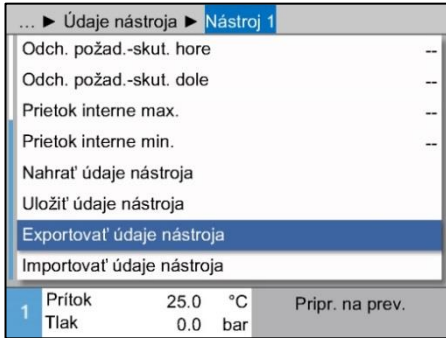 ... ► Údaje nástroja ► Nástroj 1
Odch. požad.-skut. hore --
Odch. požad.-skut. dole --
Prietok interne max. --
Prietok interne min. --
Nahrať údaje nástroja
Uložiť údaje nástroja
Exportovať údaje nástroja
Importovať údaje nástroja
1 Prítok 25.0 °C Pripr. na prev.
Tlak 0.0 bar